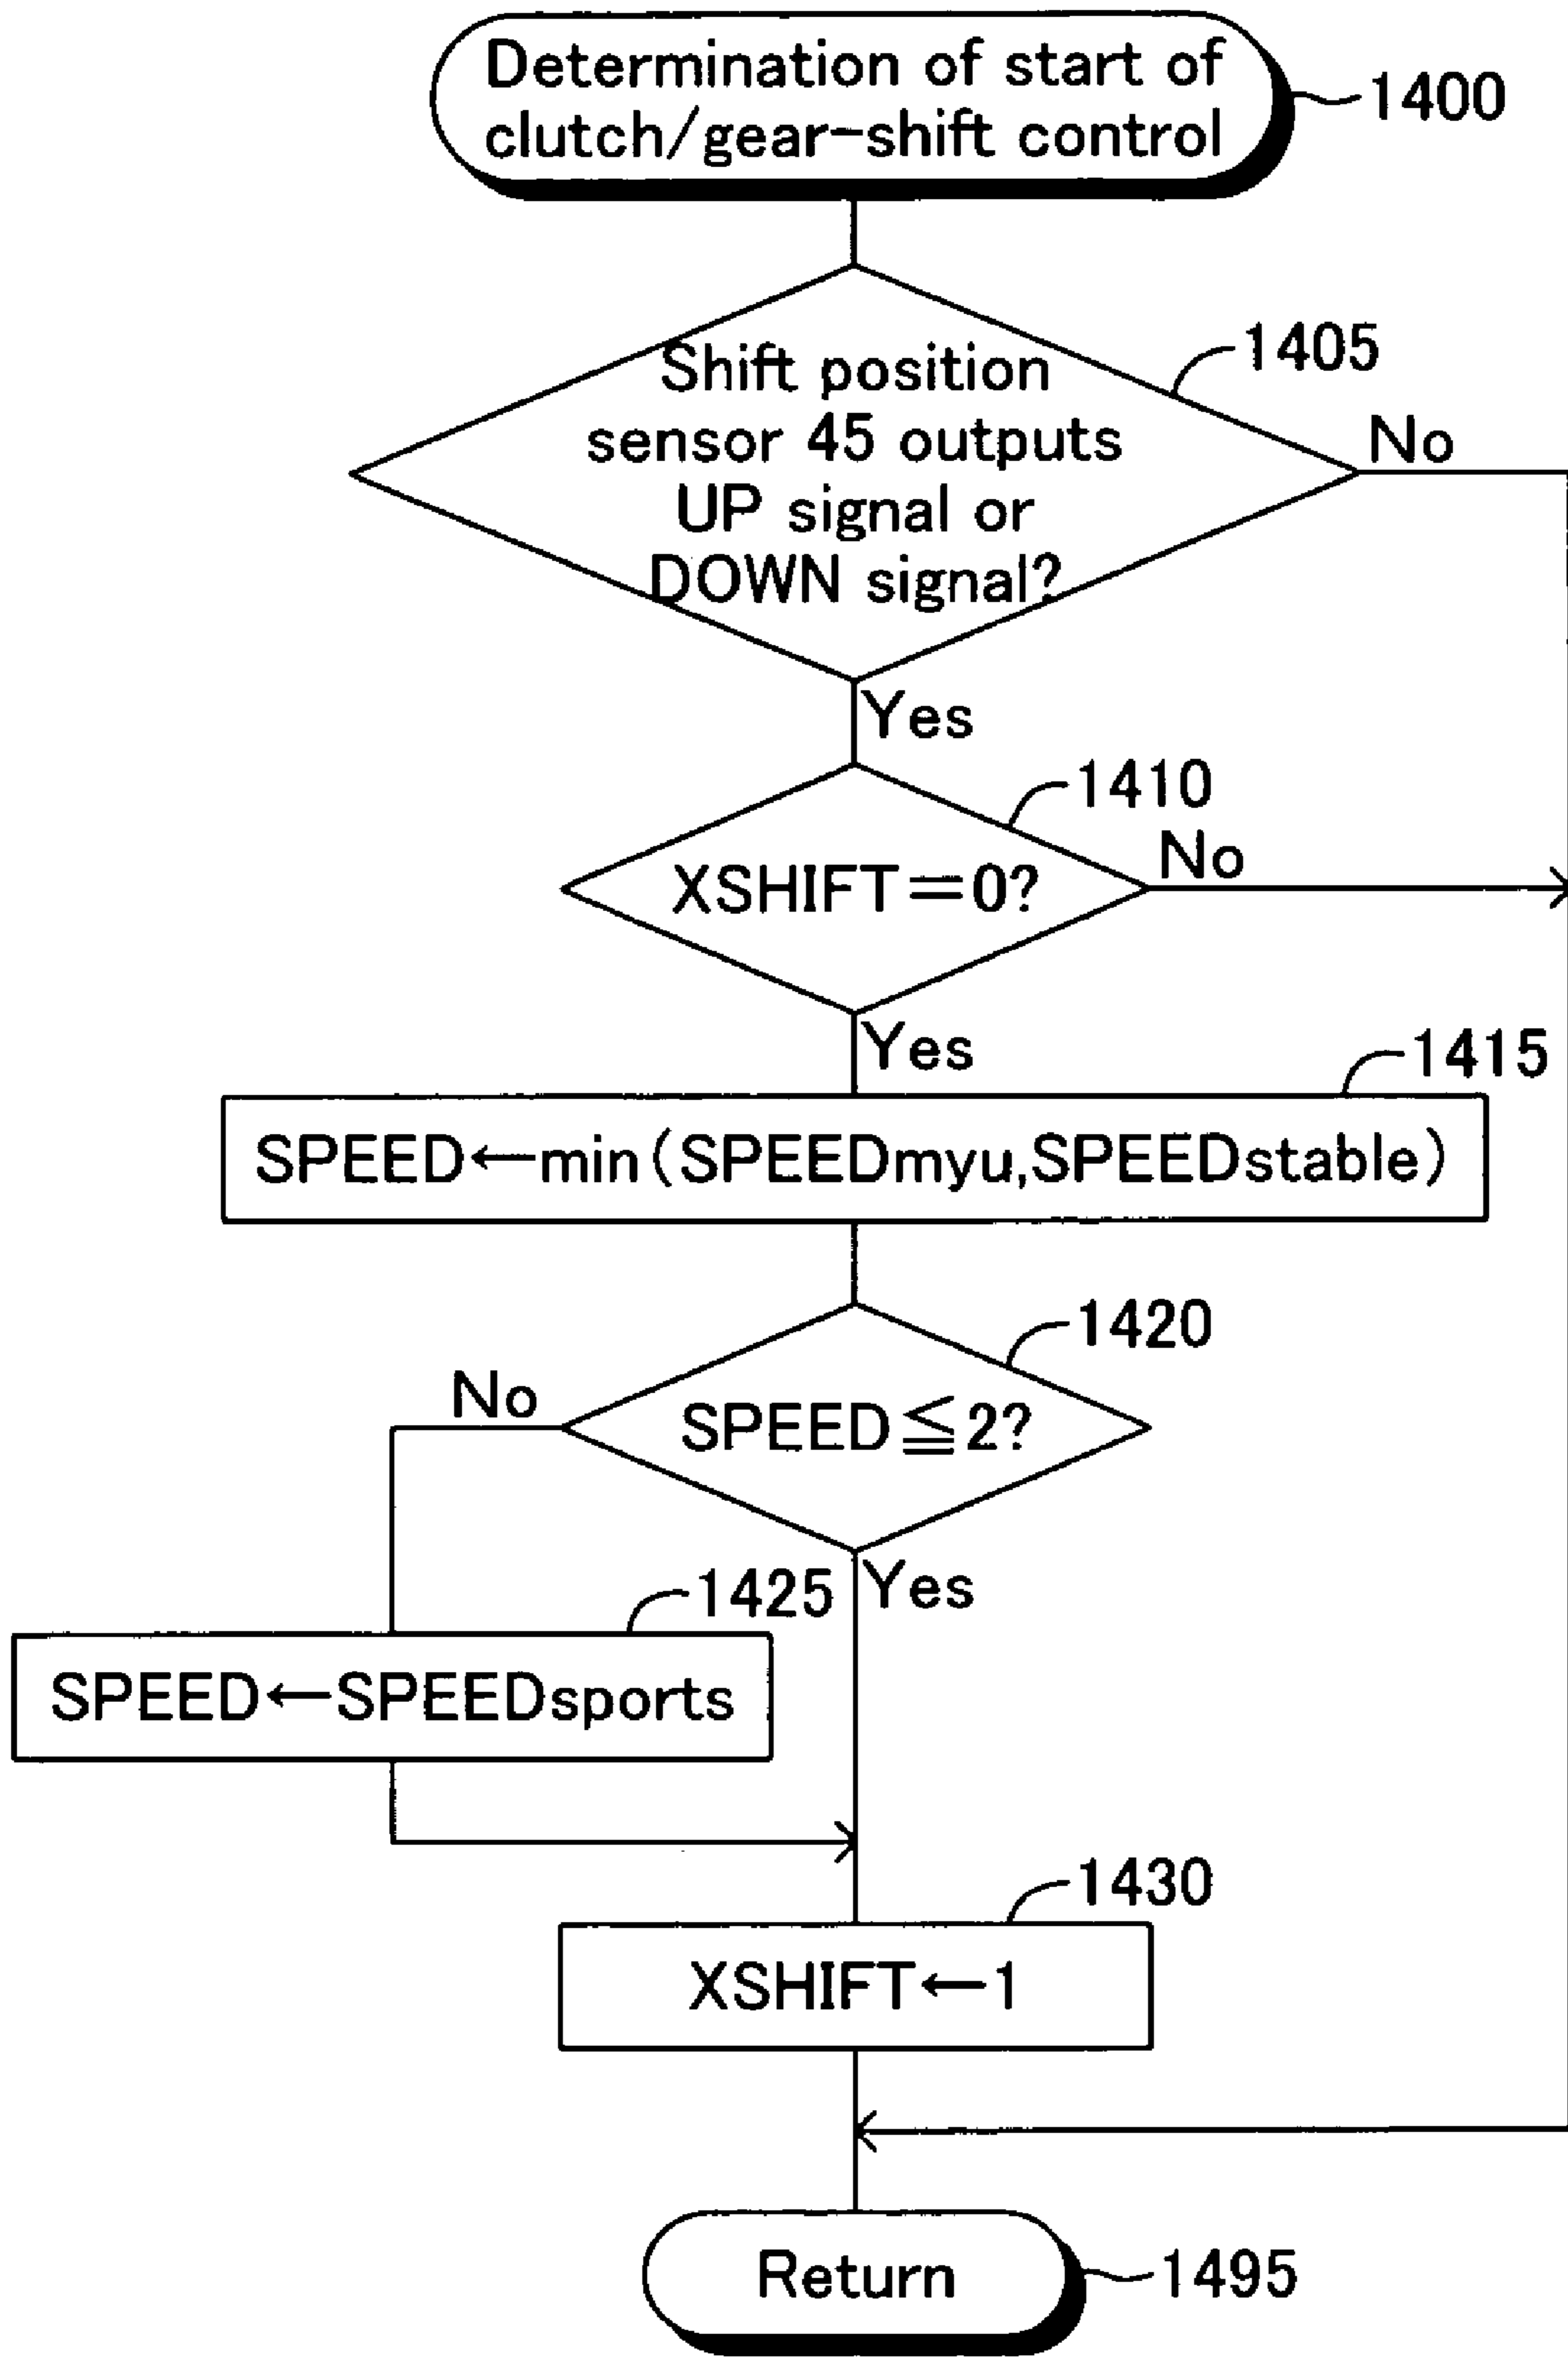 Determination of start of
clutch/gear-shift control
1400
1405
Shift position
sensor 45 outputs
UP signal or
DOWN signal?
No
Yes
1410
XSHIFT=0?
No
Yes
1415
SPEED←min(SPEEDmyu,SPEEDstable)
1420
No
SPEED≦2?
Yes
1425
SPEED←SPEEDsports
1430
XSHIFT←1
Return
1495